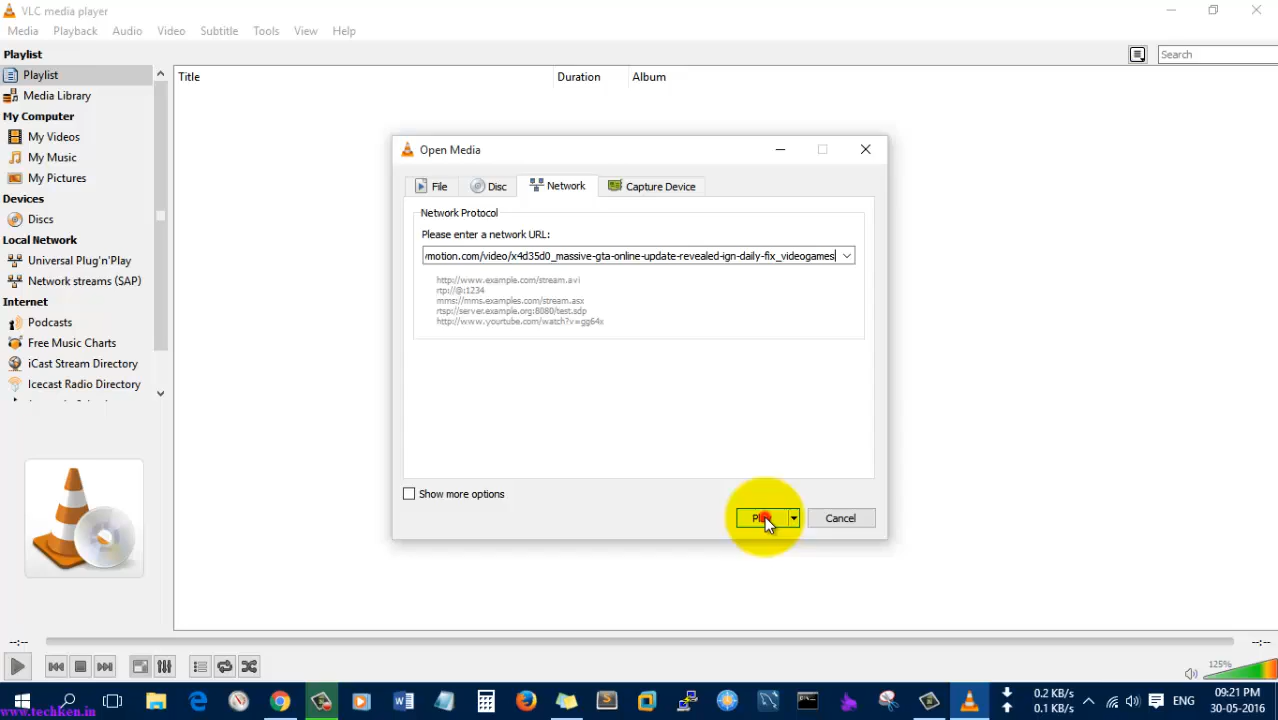 VLC media player
Media Playback Audio Video Subtitle Tools View Help
Playlist
Search
Playlist
Title Duration Album
Media Library
My Computer
My Videos
My Music
My Pictures
Devices
Discs
Local Network
Universal Plug'n'Play
Network streams (SAP)
Internet
Podcasts
Free Music Charts
iCast Stream Directory
Icecast Radio Directory
Open Media
File Disc Network Capture Device
Network Protocol
Please enter a network URL:
motion.com/video/x4d35d0_massive-gta-online-update-revealed-ign-daily-fix_videogames
http://www.example.com/stream.avi
rtp://@:1234
mms://mms.examples.com/stream.asx
rtsp://server.example.org:8080/test.sdp
http://www.yourtube.com/watch?v=gg64x
Show more options
Cancel
--:-- --:--
125%
0.2 KB/s
0.1 KB/s
ENG
09:21 PM
30-05-2016
www.techken.in